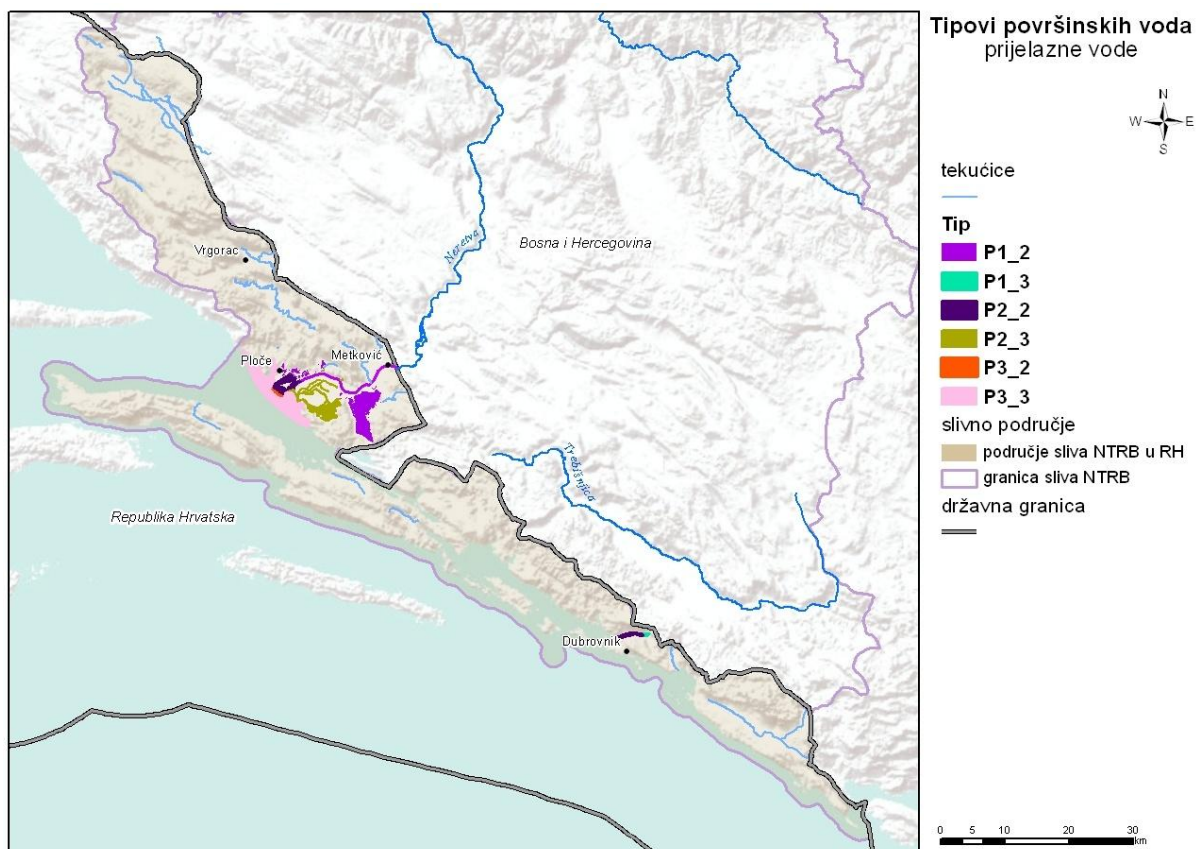 Tipovi površinskih voda
prijelazne vode
N
W E
S
tekućice
Tip
P1_2
P1_3
P2_2
P2_3
P3_2
P3_3
slivno područje
područje sliva NTRB u RH
granica sliva NTRB
državna granica
0 5 10 20 30
km
Neretva
Bosna i Hercegovina
Vrgorac
Ploče
Metković
Trebišnjica
Republika Hrvatska
Dubrovnik